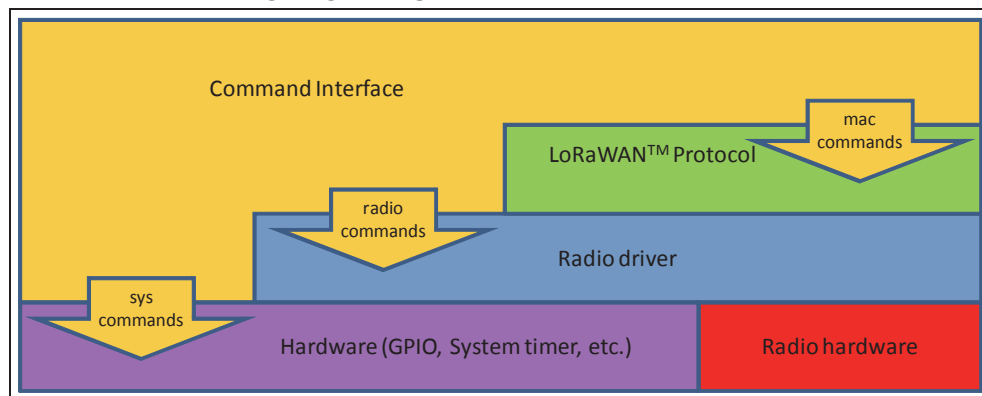 Command Interface
mac
commands
LoRaWAN™ Protocol
radio
commands
Radio driver
sys
commands
Hardware (GPIO, System timer, etc.)
Radio hardware